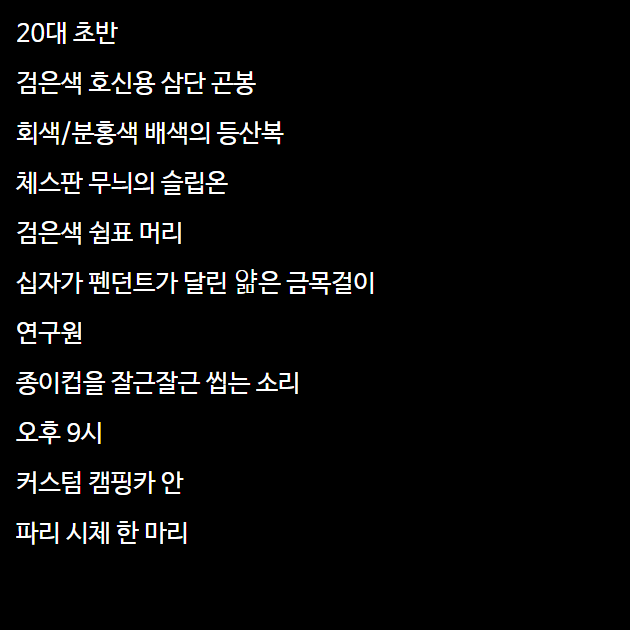 20대 초반
검은색 호신용 삼단 곤봉
회색/분홍색 배색의 등산복
체스판 무늬의 슬립온
검은색 쉼표 머리
십자가 펜던트가 달린 얆은 금목걸이
연구원
종이컵을 잘근잘근 씹는 소리
오후 9시
커스텀 캠핑카 안
파리 시체 한 마리